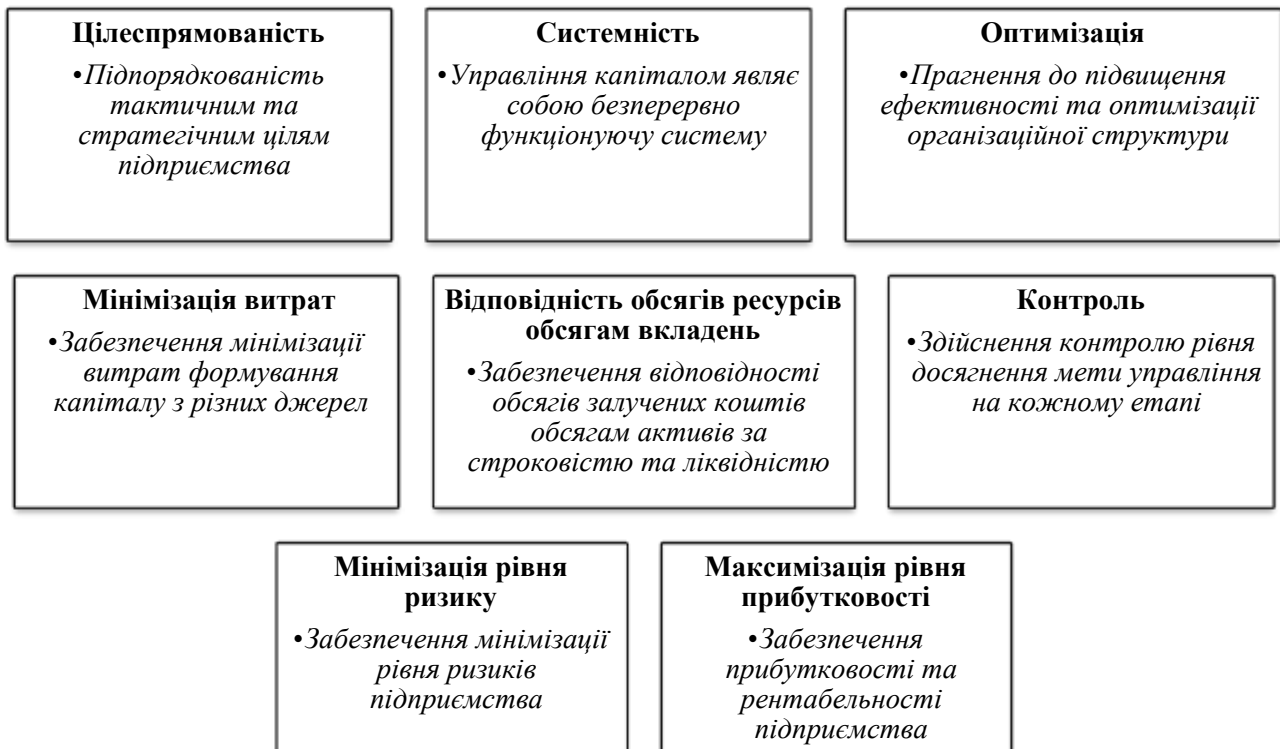 Цілеспрямованість
•Підпорядкованість
тактичним та
стратегічним цілям
підприємства
Системність
•Управління капіталом являє
собою безперервно
функціонуючу систему
Оптимізація
•Прагнення до підвищення
ефективності та оптимізації
організаційної структури
Мінімізація витрат
•Забезпечення мінімізації
витрат формування
капіталу з різних джерел
Відповідність обсягів ресурсів
обсягам вкладень
•Забезпечення відповідності
обсягів залучених коштів
обсягам активів за
строковістю та ліквідністю
Контроль
•Здійснення контролю рівня
досягнення мети управління
на кожному етапі
Мінімізація рівня
ризику
•Забезпечення мінімізації
рівня ризиків
підприємства
Максимізація рівня
прибутковості
•Забезпечення
прибутковості та
рентабельності
підприємства